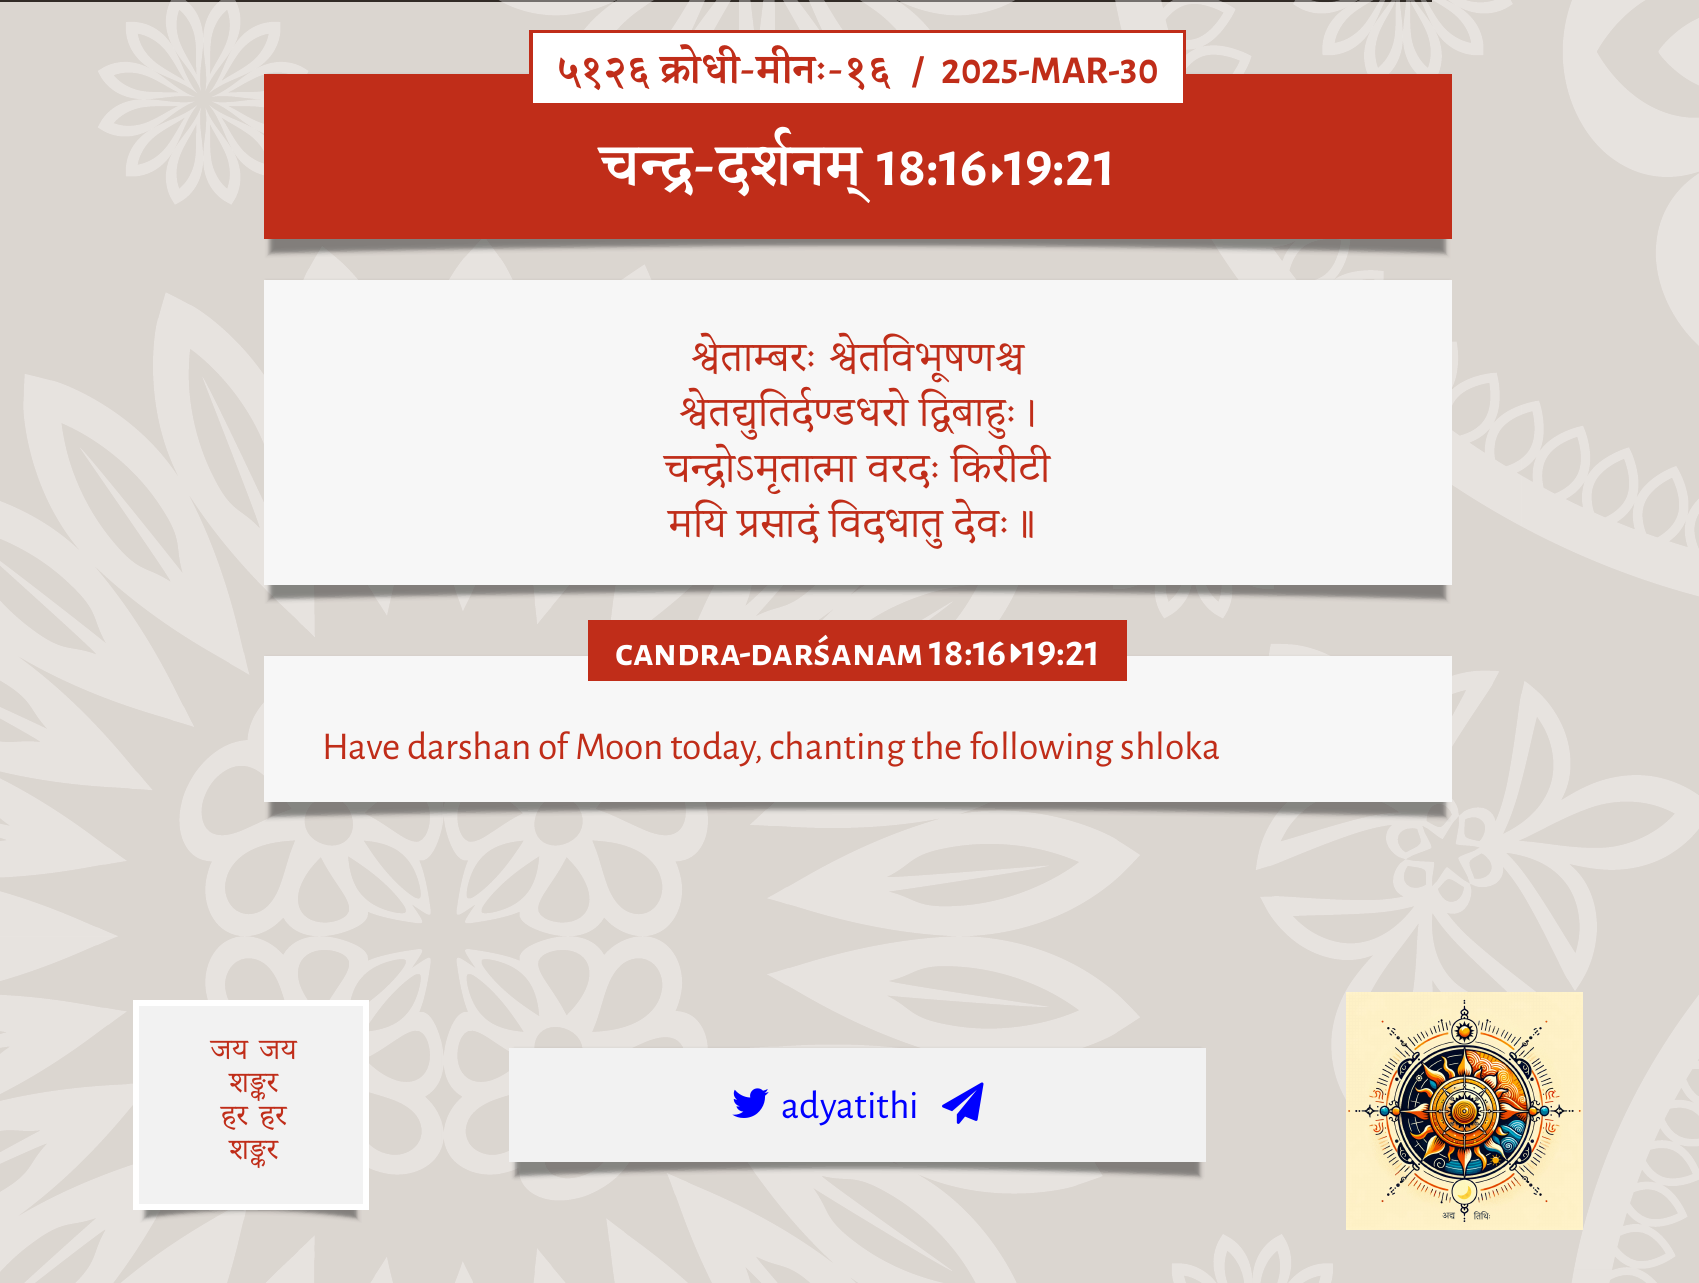 ५१२६ क्रोधी-मीनः-१६ / 2025-MAR-30
चन्द्र-दर्शनम् 18:16▸19:21
श्वेताम्बरः श्वेतविभूषणश्च
श्वेतद्युतिर्दण्डधरो द्विबाहुः।
चन्द्रोऽमृतात्मा वरदः किरीटी
मयि प्रसादं विदधातु देवः॥
CANDRA-DARŚANAM 18:16▸19:21
Have darshan of Moon today, chanting the following shloka
जय जय
शङ्कर
हर हर
शङ्कर
adyatithi
अद्य तिथिः